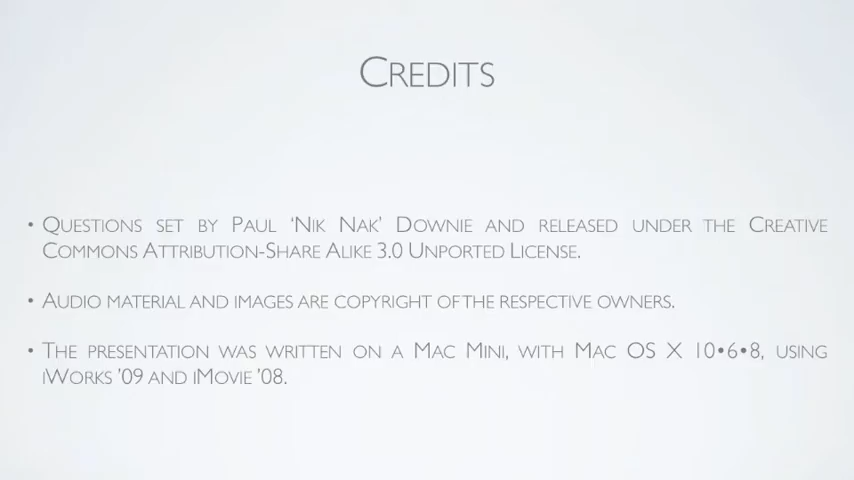 Credits
• Questions set by Paul ‘Nik Nak’ Downie and released under the Creative
Commons Attribution-Share Alike 3.0 Unported License.
• Audio material and images are copyright of the respective owners.
• The presentation was written on a Mac Mini, with Mac OS X 10•6•8, using
iWorks ’09 and iMovie ’08.